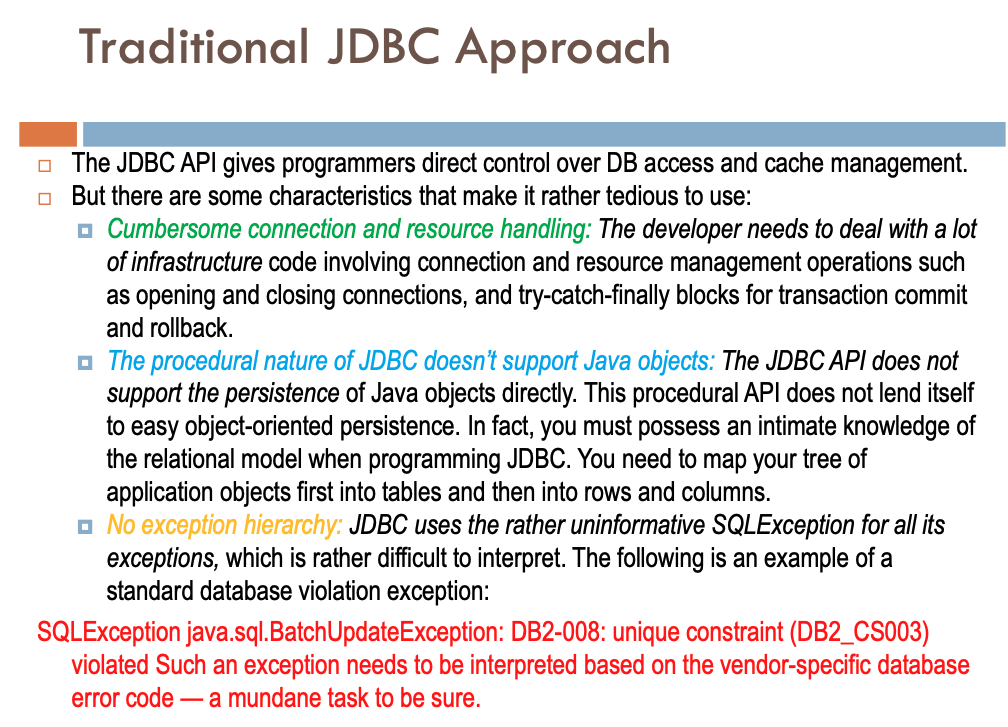 Traditional JDBC Approach
The JDBC API gives programmers direct control over DB access and cache management.
But there are some characteristics that make it rather tedious to use:
Cumbersome connection and resource handling: The developer needs to deal with a lot
of infrastructure code involving connection and resource management operations such
as opening and closing connections, and try-catch-finally blocks for transaction commit
and rollback.
The procedural nature of JDBC doesn’t support Java objects: The JDBC API does not
support the persistence of Java objects directly. This procedural API does not lend itself
to easy object-oriented persistence. In fact, you must possess an intimate knowledge of
the relational model when programming JDBC. You need to map your tree of
application objects first into tables and then into rows and columns.
No exception hierarchy: JDBC uses the rather uninformative SQLException for all its
exceptions, which is rather difficult to interpret. The following is an example of a
standard database violation exception:
SQLException java.sql.BatchUpdateException: DB2-008: unique constraint (DB2_CS003)
violated Such an exception needs to be interpreted based on the vendor-specific database
error code — a mundane task to be sure.